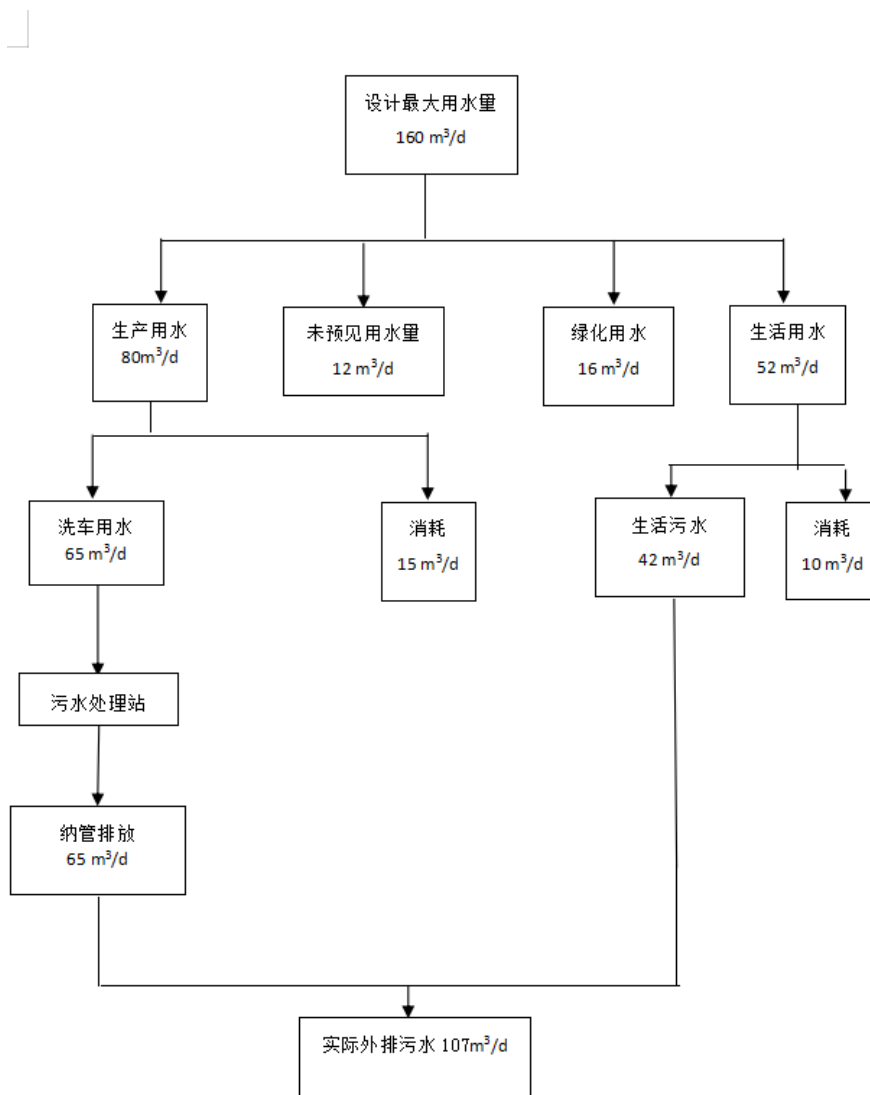 设计最大用水量
160 m³/d
生产用水
80m³/d
未预见用水量
12 m³/d
绿化用水
16 m³/d
生活用水
52 m³/d
洗车用水
65 m³/d
消耗
15 m³/d
生活污水
42 m³/d
消耗
10 m³/d
污水处理站
纳管排放
65 m³/d
实际外排污水 107m³/d